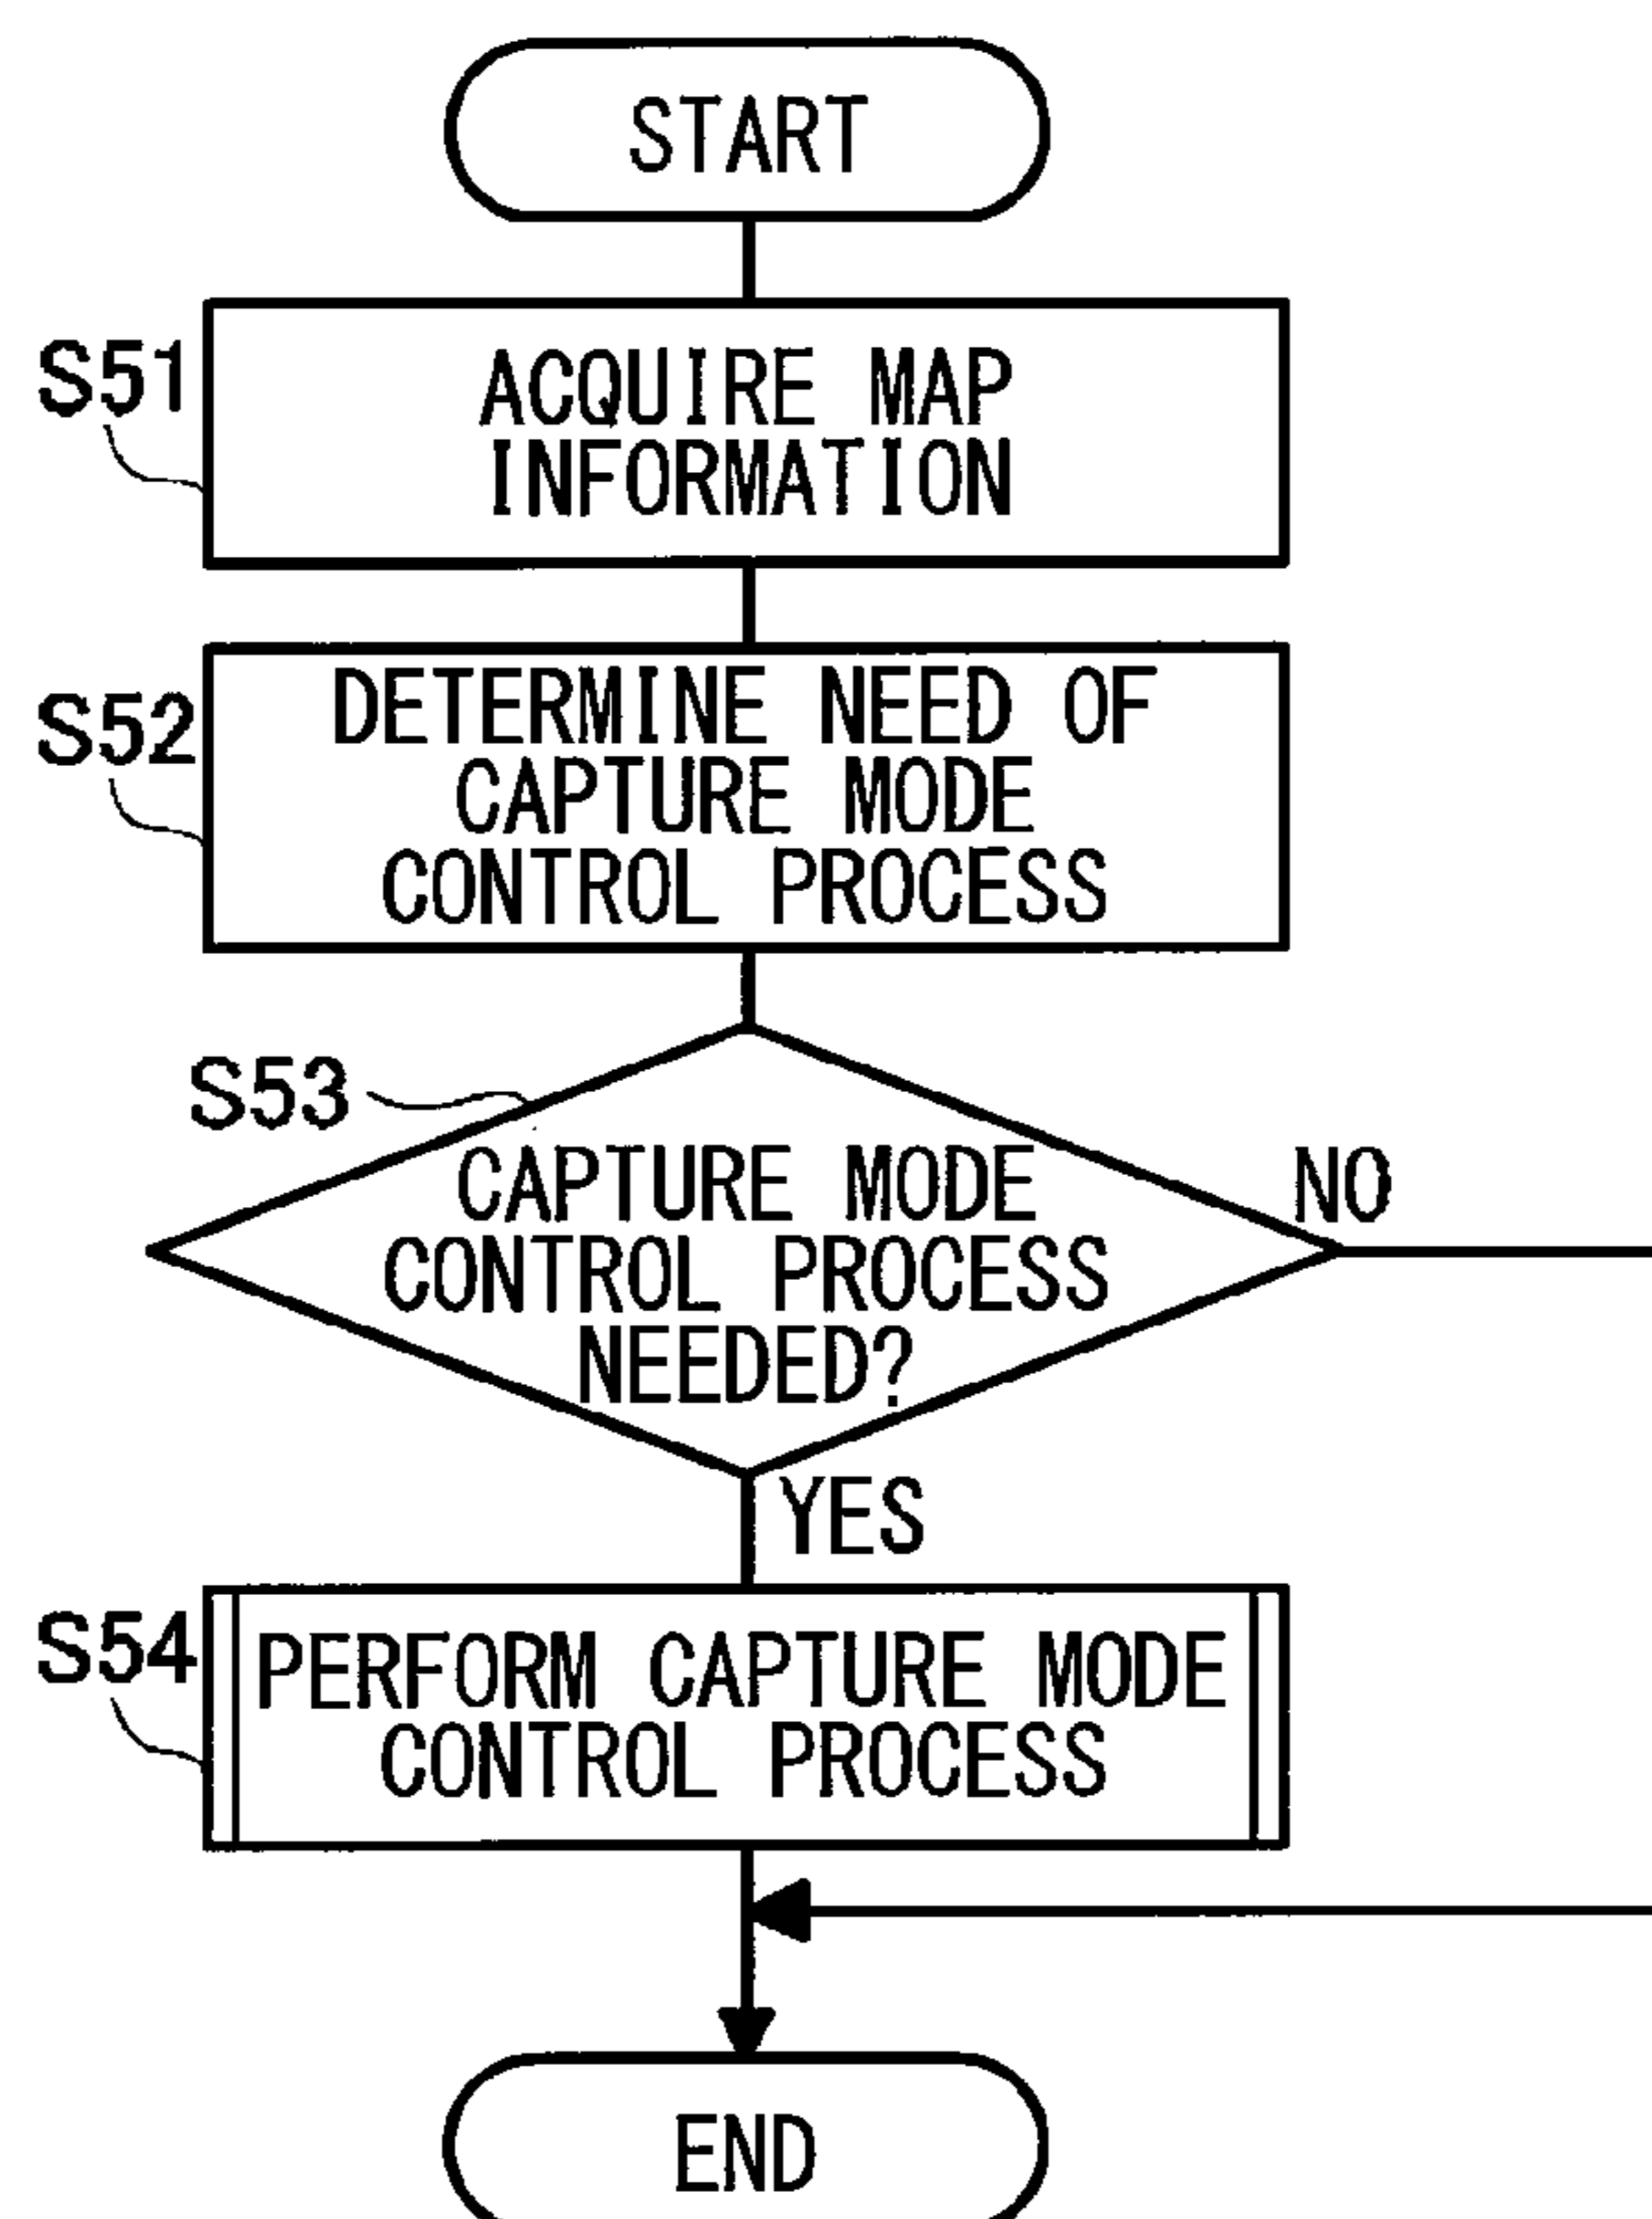 START
S51
ACQUIRE MAP
INFORMATION
S52
DETERMINE NEED OF
CAPTURE MODE
CONTROL PROCESS
S53
CAPTURE MODE
CONTROL PROCESS
NEEDED?
NO
YES
S54
PERFORM CAPTURE MODE
CONTROL PROCESS
END